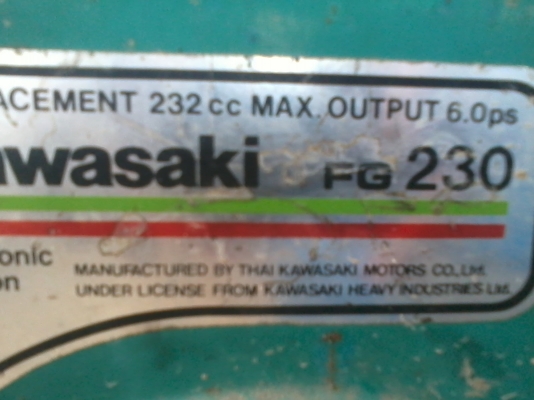 ACEMENT 232 cc MAX. OUTPUT 6.0ps
awasaki FG 230
onic
on
MANUFACTURED BY THAI KAWASAKI MOTORS CO., Ltd.
UNDER LICENSE FROM KAWASAKI HEAVY INDUSTRIES Ltd.